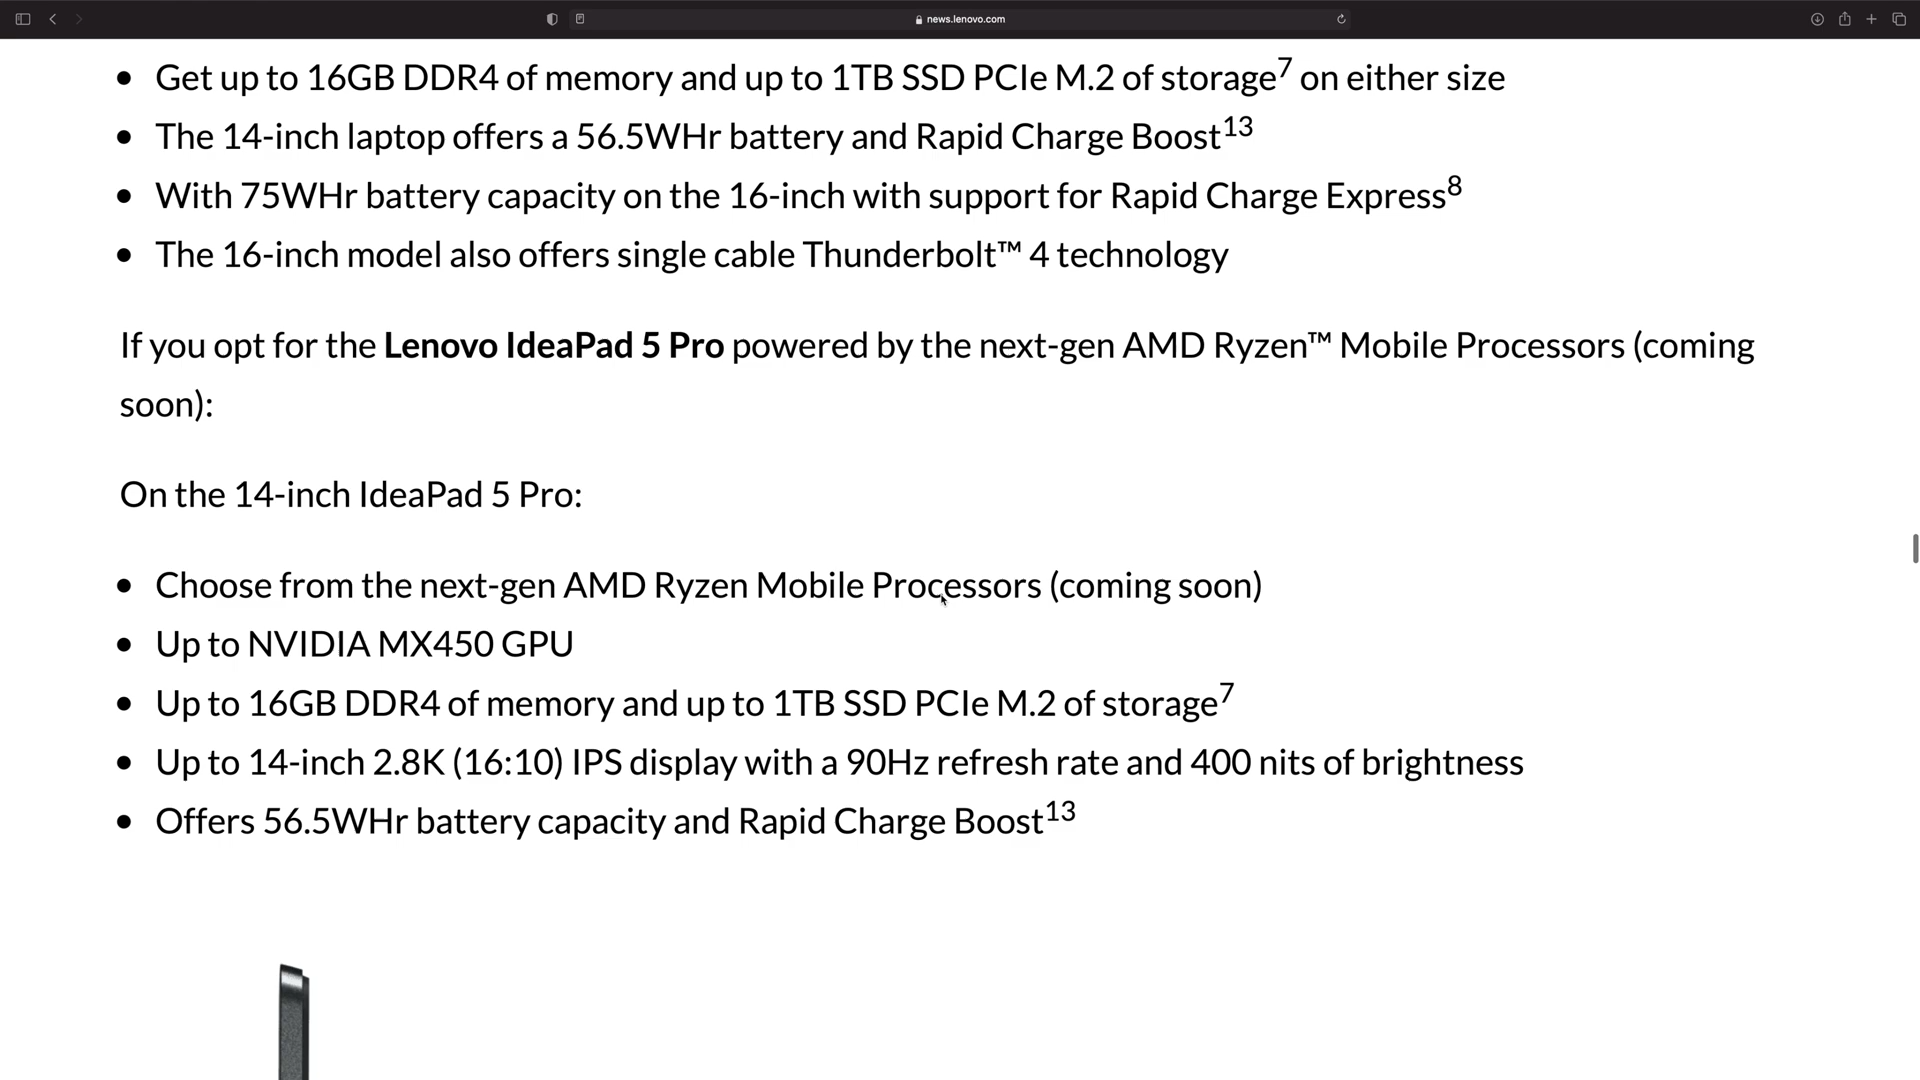 news.lenovo.com
Get up to 16GB DDR4 of memory and up to 1TB SSD PCIe M.2 of storage7 on either size
The 14-inch laptop offers a 56.5WHr battery and Rapid Charge Boost13
With 75WHr battery capacity on the 16-inch with support for Rapid Charge Express8
The 16-inch model also offers single cable Thunderbolt™ 4 technology
If you opt for the Lenovo IdeaPad 5 Pro powered by the next-gen AMD Ryzen™ Mobile Processors (coming
soon):
On the 14-inch IdeaPad 5 Pro:
Choose from the next-gen AMD Ryzen Mobile Processors (coming soon)
Up to NVIDIA MX450 GPU
Up to 16GB DDR4 of memory and up to 1TB SSD PCIe M.2 of storage7
Up to 14-inch 2.8K (16:10) IPS display with a 90Hz refresh rate and 400 nits of brightness
Offers 56.5WHr battery capacity and Rapid Charge Boost13